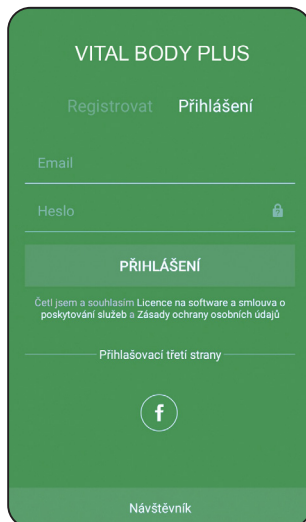 VITAL BODY PLUS
Registrovat Přihlášení
Email
Heslo
PŘIHLÁŠENÍ
Četl jsem a souhlasím Licence na software a smlouva o
poskytování služeb a Zásady ochrany osobních údajů
Přihlašovací třetí strany
f
Návštěvník